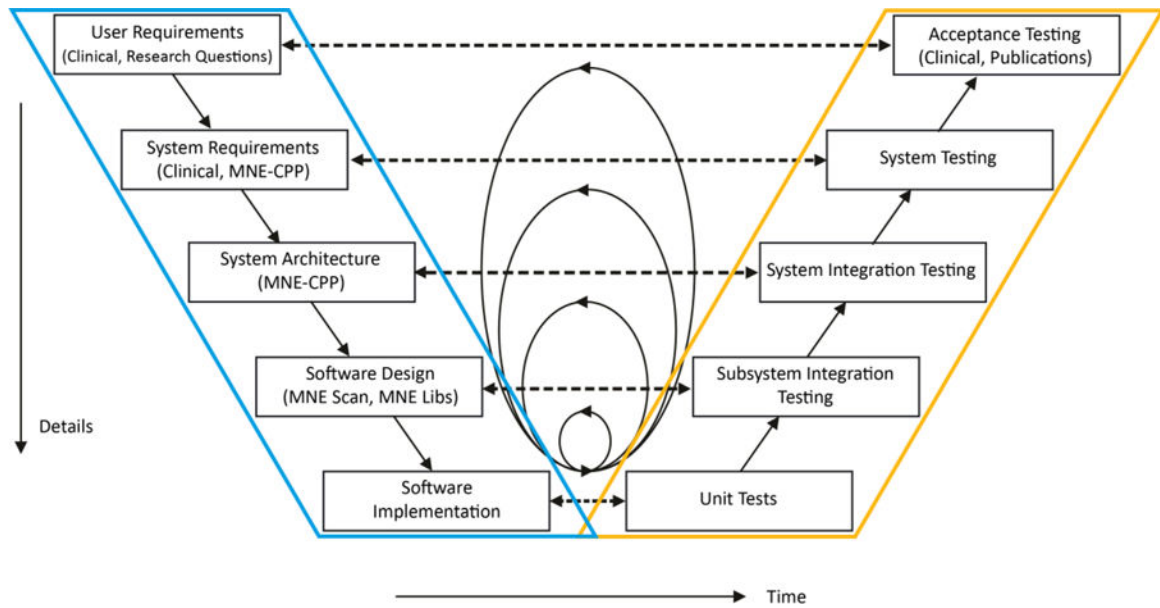 User Requirements
(Clinical, Research Questions)
Acceptance Testing
(Clinical, Publications)
System Requirements
(Clinical, MNE-CPP)
System Testing
System Architecture
(MNE-CPP)
System Integration Testing
Software Design
(MNE Scan, MNE Libs)
Subsystem Integration
Testing
Details
Software
Implementation
Unit Tests
Time